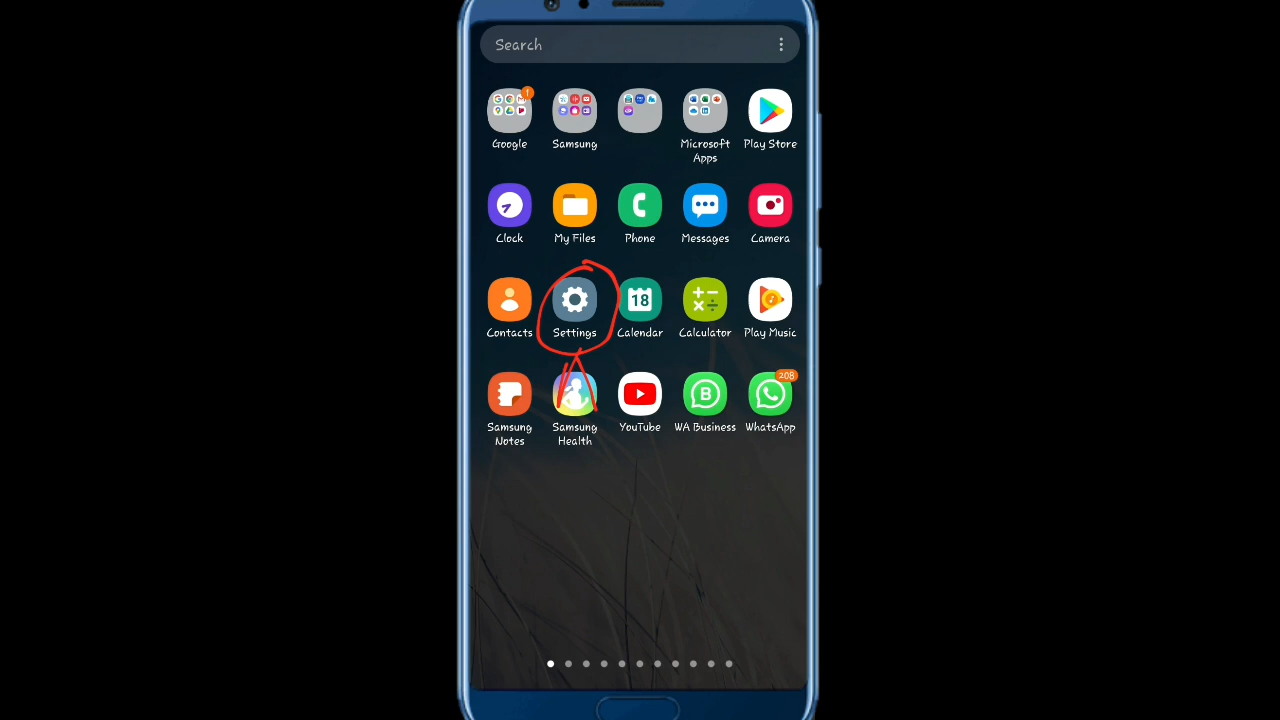 Search
Google
Samsung
Microsoft Apps
Play Store
Clock
My Files
Phone
Messages
Camera
Contacts
Settings
18
Calendar
Calculator
Play Music
Samsung Notes
Samsung Health
YouTube
B
WA Business
208
WhatsApp